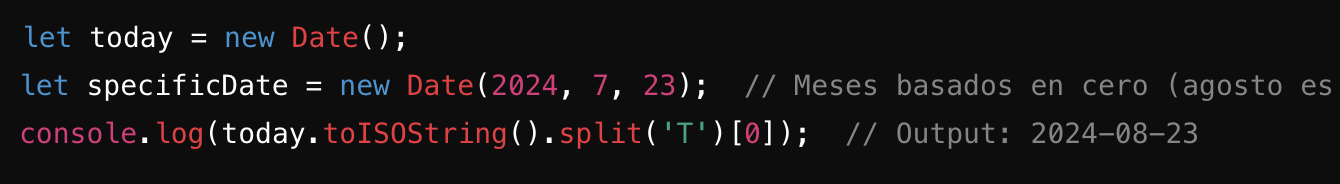 let today = new Date();
let specificDate = new Date(2024, 7, 23);  // Meses basados en cero (agosto es
console.log(today.toISOString().split('T')[0]);  // Output: 2024-08-23